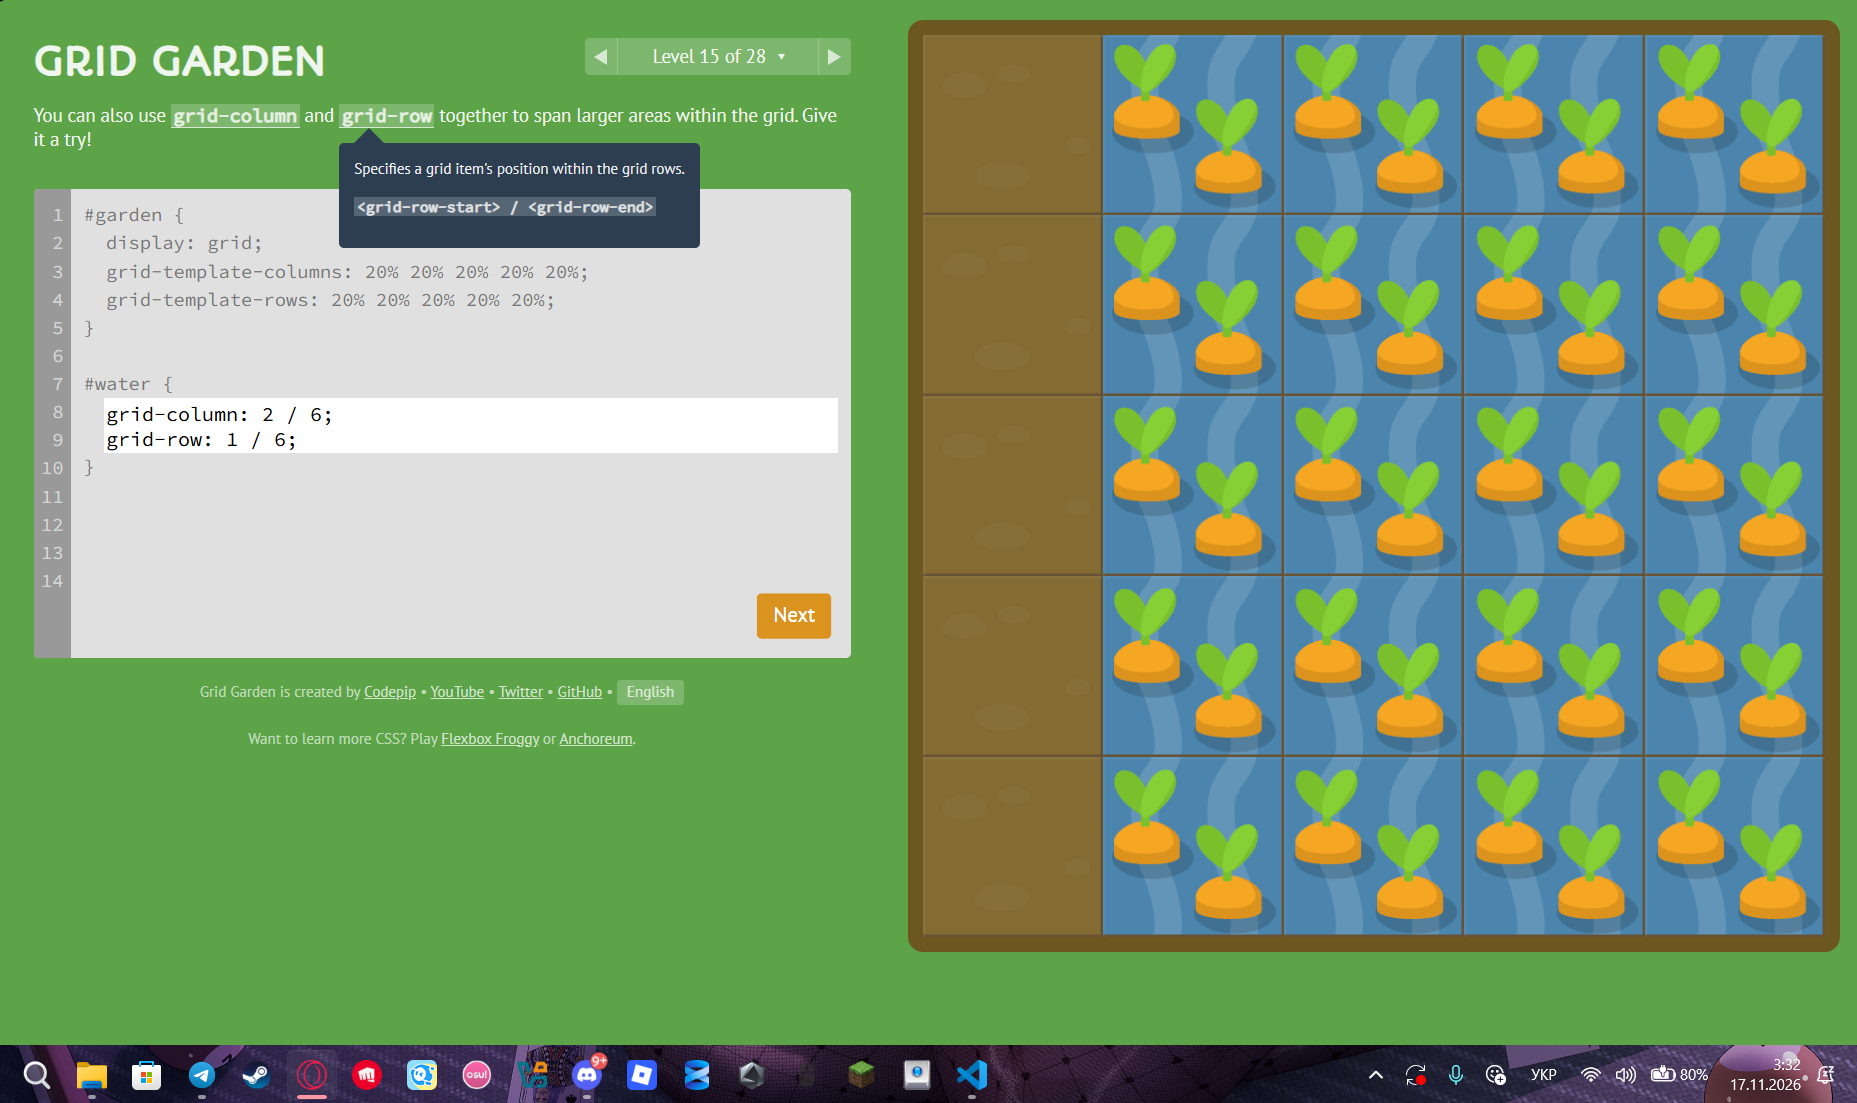 GRID GARDEN
◀ Level 15 of 28 ▼ ▶
You can also use grid-column and grid-row together to span larger areas within the grid. Give
it a try!
Specifies a grid item's position within the grid rows.
<grid-row-start> / <grid-row-end>
1 #garden {
2 display: grid;
3 grid-template-columns: 20% 20% 20% 20% 20%;
4 grid-template-rows: 20% 20% 20% 20% 20%;
5 }
6
7 #water {
8 grid-column: 2 / 6;
9 grid-row: 1 / 6;
10 }
11
12
13
14
Next
Grid Garden is created by Codepip • YouTube • Twitter • GitHub • English
Want to learn more CSS? Play Flexbox Froggy or Anchoreum.
osu!
9+
УКР
80%
3:32
17.11.2026